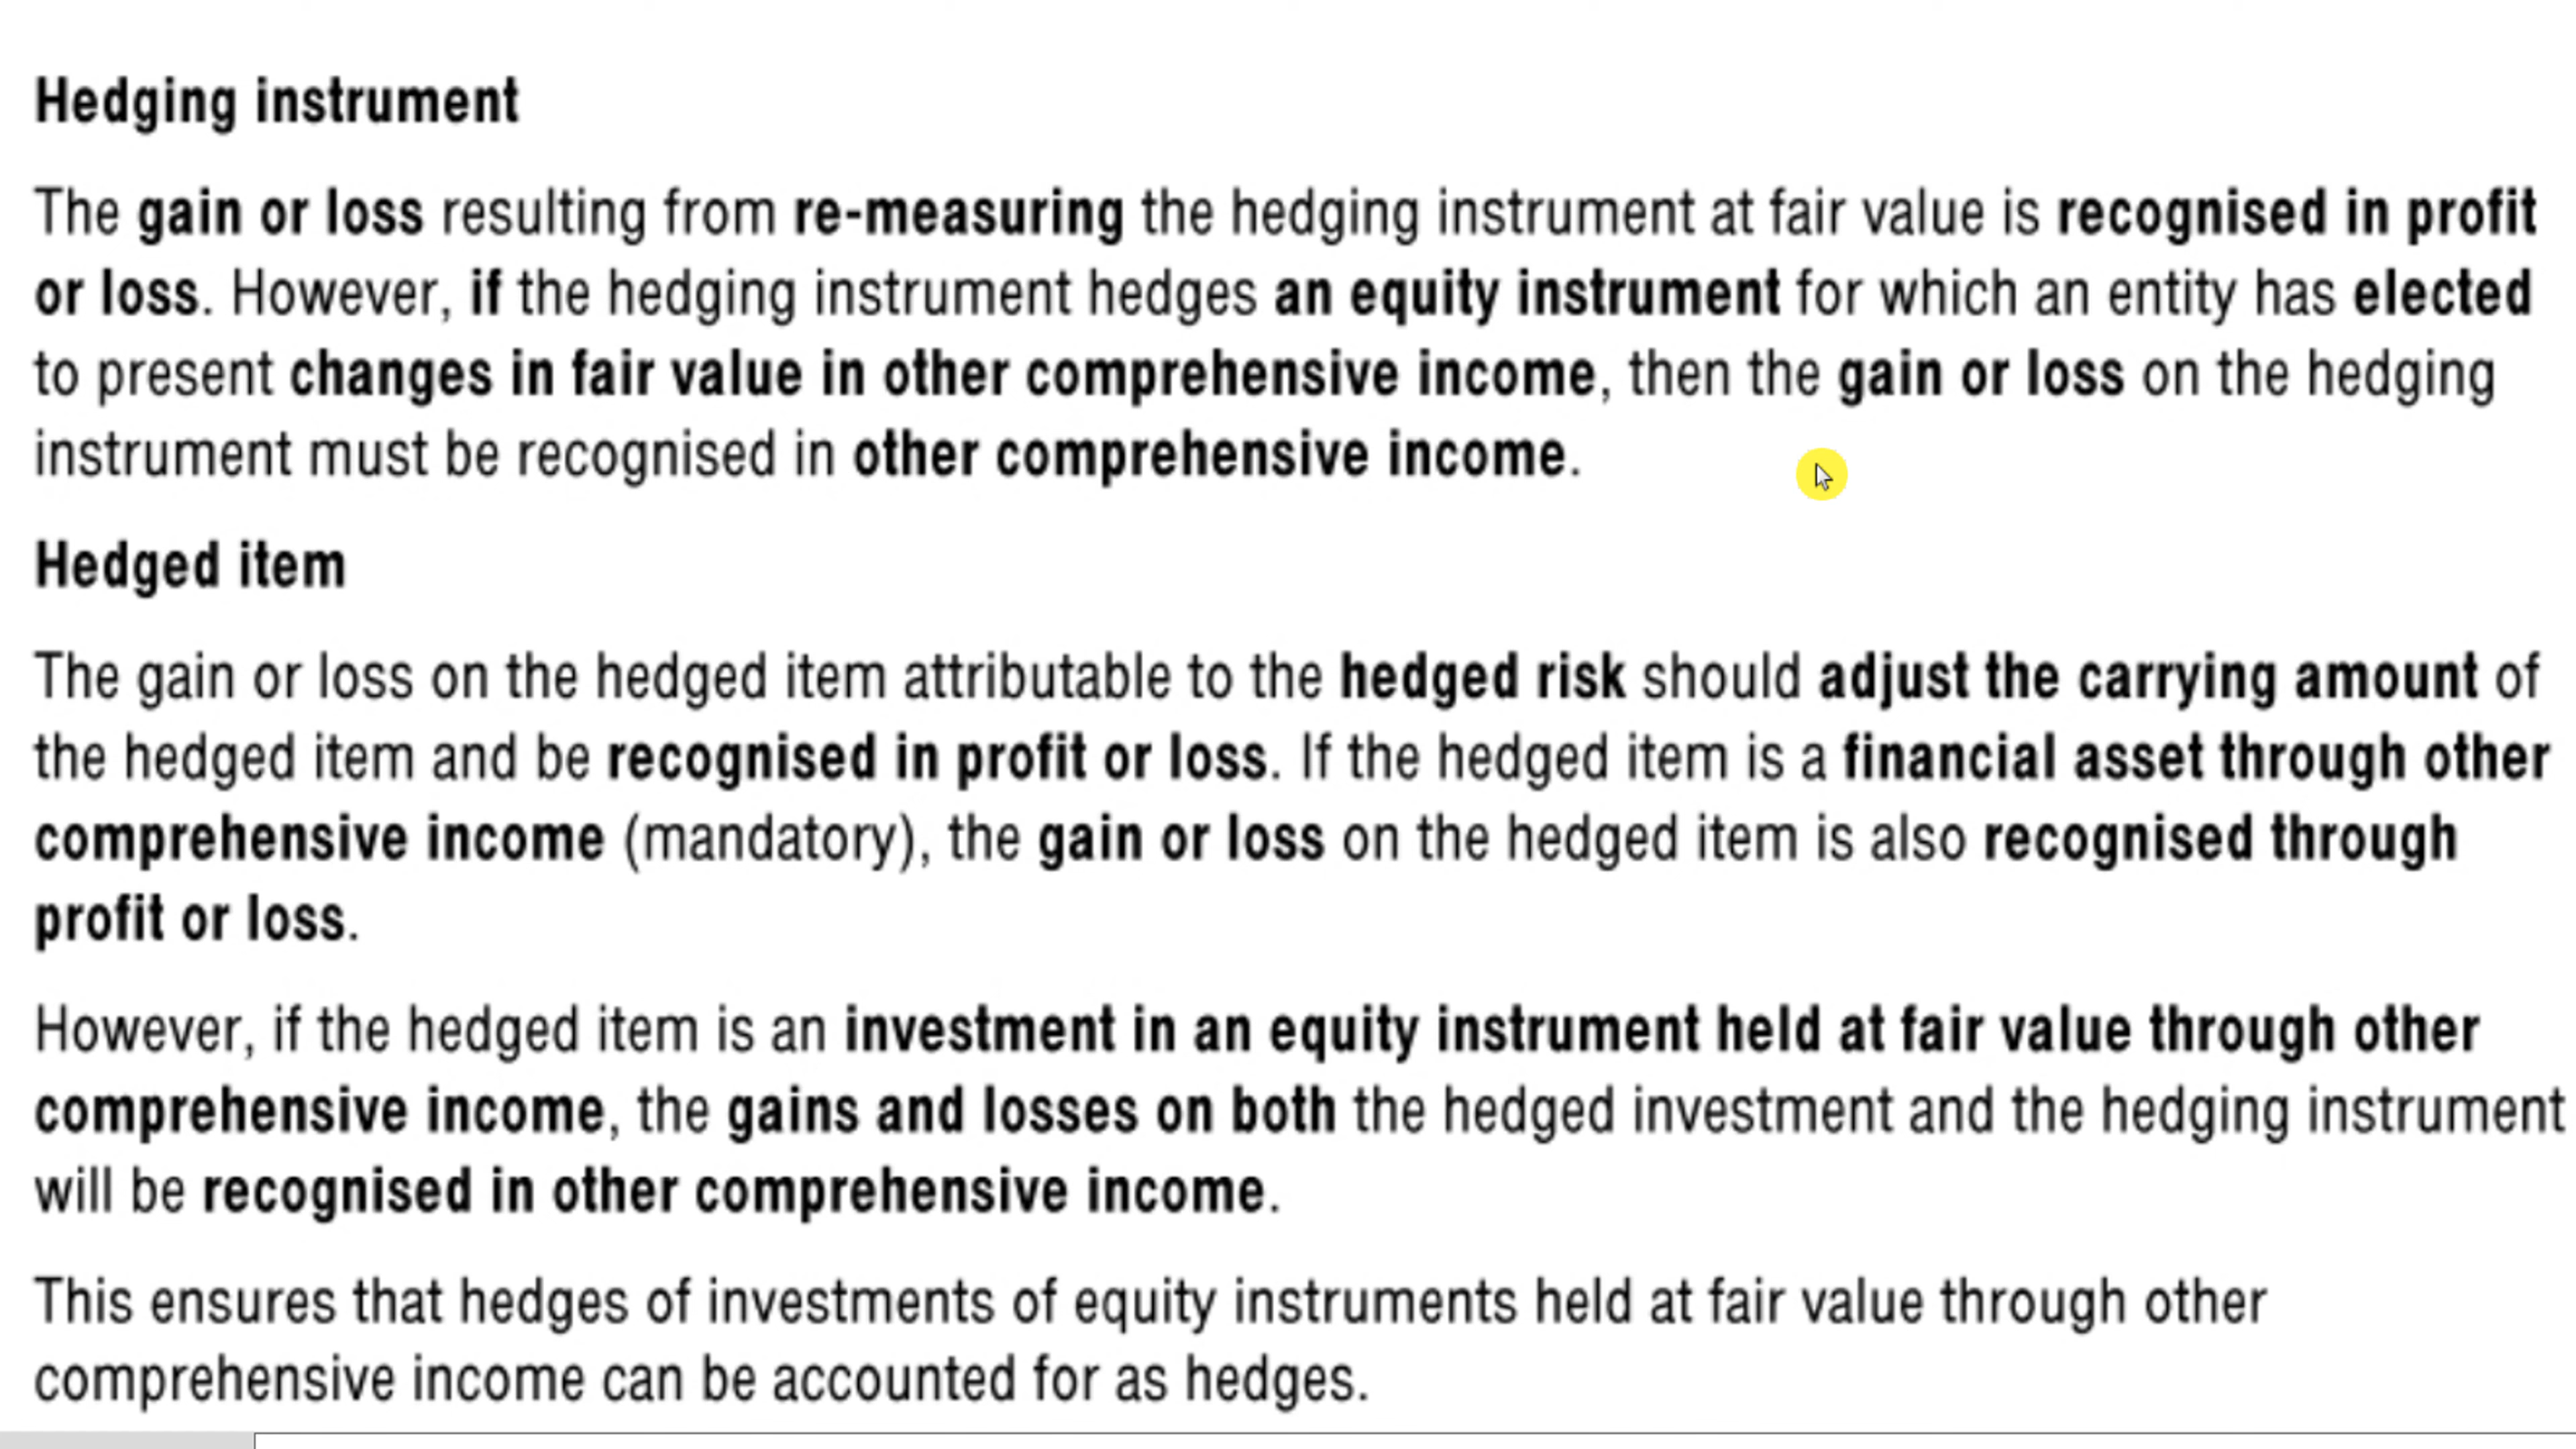 Hedging instrument
The gain or loss resulting from re-measuring the hedging instrument at fair value is recognised in profit
or loss. However, if the hedging instrument hedges an equity instrument for which an entity has elected
to present changes in fair value in other comprehensive income, then the gain or loss on the hedging
instrument must be recognised in other comprehensive income.
Hedged item
The gain or loss on the hedged item attributable to the hedged risk should adjust the carrying amount of
the hedged item and be recognised in profit or loss. If the hedged item is a financial asset through other
comprehensive income (mandatory), the gain or loss on the hedged item is also recognised through
profit or loss.
However, if the hedged item is an investment in an equity instrument held at fair value through other
comprehensive income, the gains and losses on both the hedged investment and the hedging instrument
will be recognised in other comprehensive income.
This ensures that hedges of investments of equity instruments held at fair value through other
comprehensive income can be accounted for as hedges.